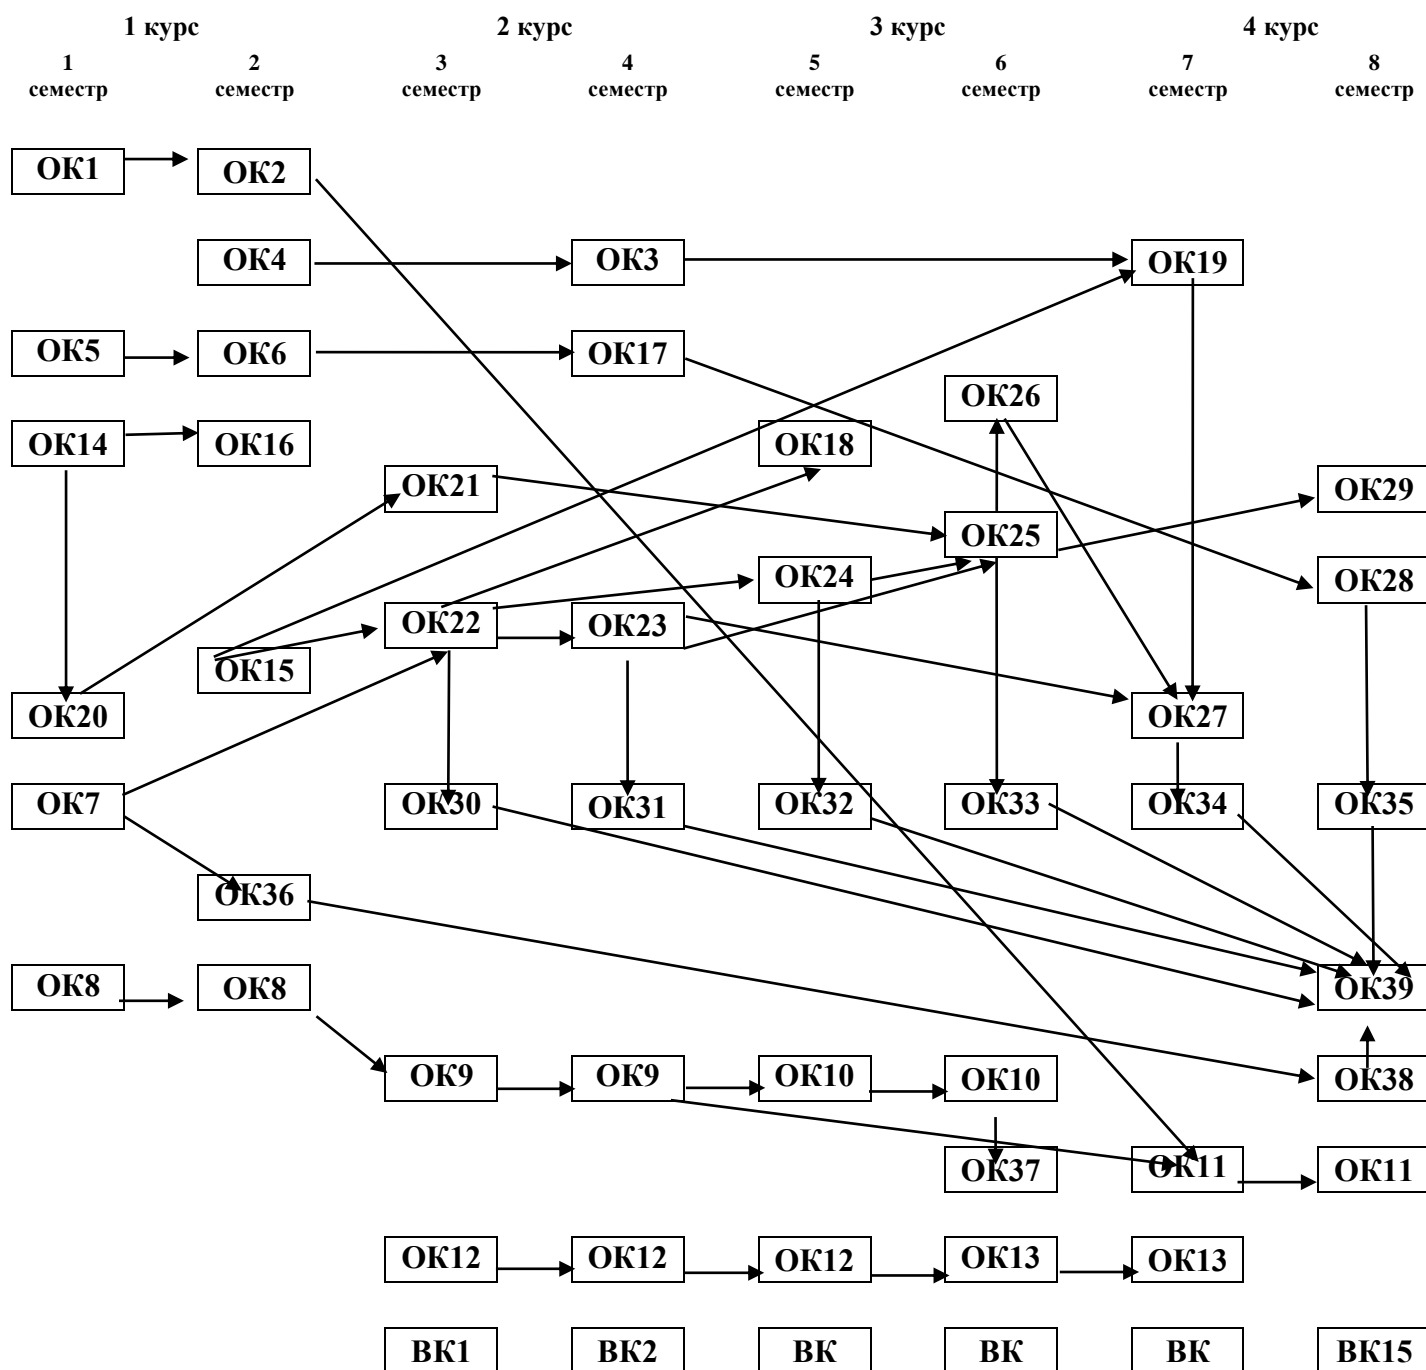 1 курс 2 курс 3 курс 4 курс
1 2 3 4 5 6 7 8
семестр семестр семестр семестр семестр семестр семестр семестр
ОК1 ОК2
ОК4 ОК3 ОК19
ОК5 ОК6 ОК17
ОК26
ОК14 ОК16 ОК18
ОК21 ОК29
ОК25
ОК24 ОК28
ОК22 ОК23
ОК15
ОК20 ОК27
ОК7 ОК30 ОК31 ОК32 ОК33 ОК34 ОК35
ОК36
ОК8 ОК8 ОК39
ОК9 ОК9 ОК10 ОК10 ОК38
ОК37 ОК11 ОК11
ОК12 ОК12 ОК12 ОК13 ОК13
ВК1 ВК2 ВК ВК ВК ВК15